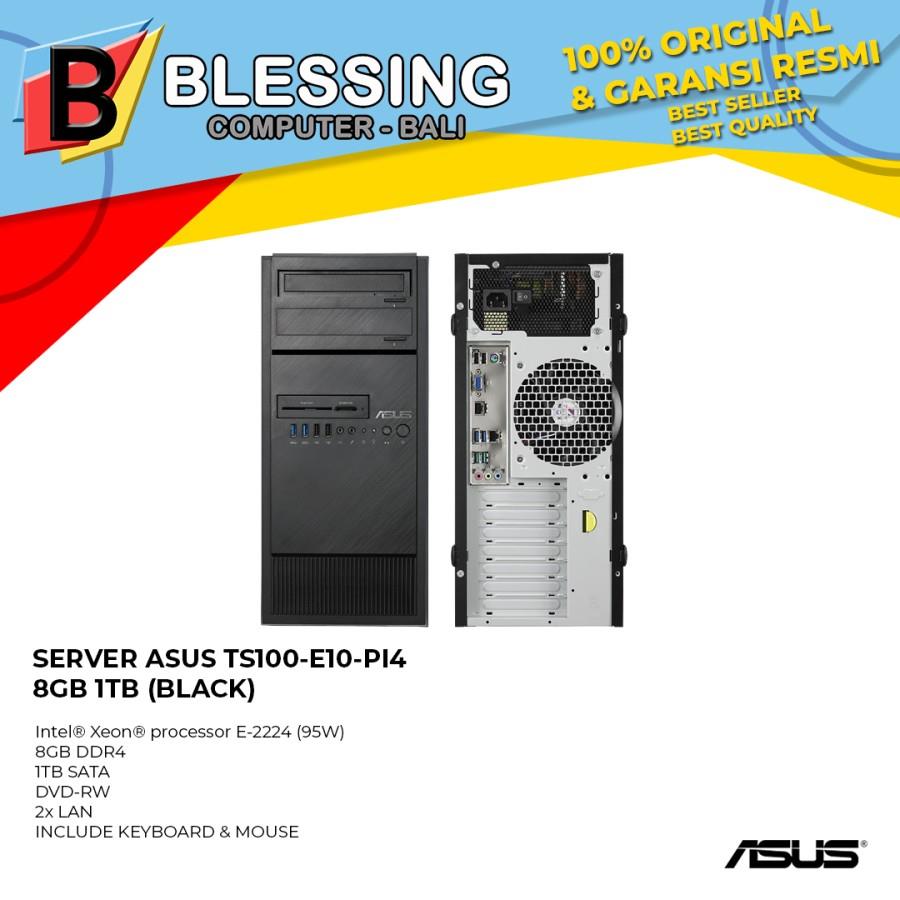 B BLESSING
COMPUTER - BALI
100% ORIGINAL
& GARANSI RESMI
BEST SELLER
BEST QUALITY
ASUS
SERVER ASUS TS100-E10-PI4
8GB 1TB (BLACK)
Intel® Xeon® processor E-2224 (95W)
8GB DDR4
1TB SATA
DVD-RW
2x LAN
INCLUDE KEYBOARD & MOUSE
ASUS®